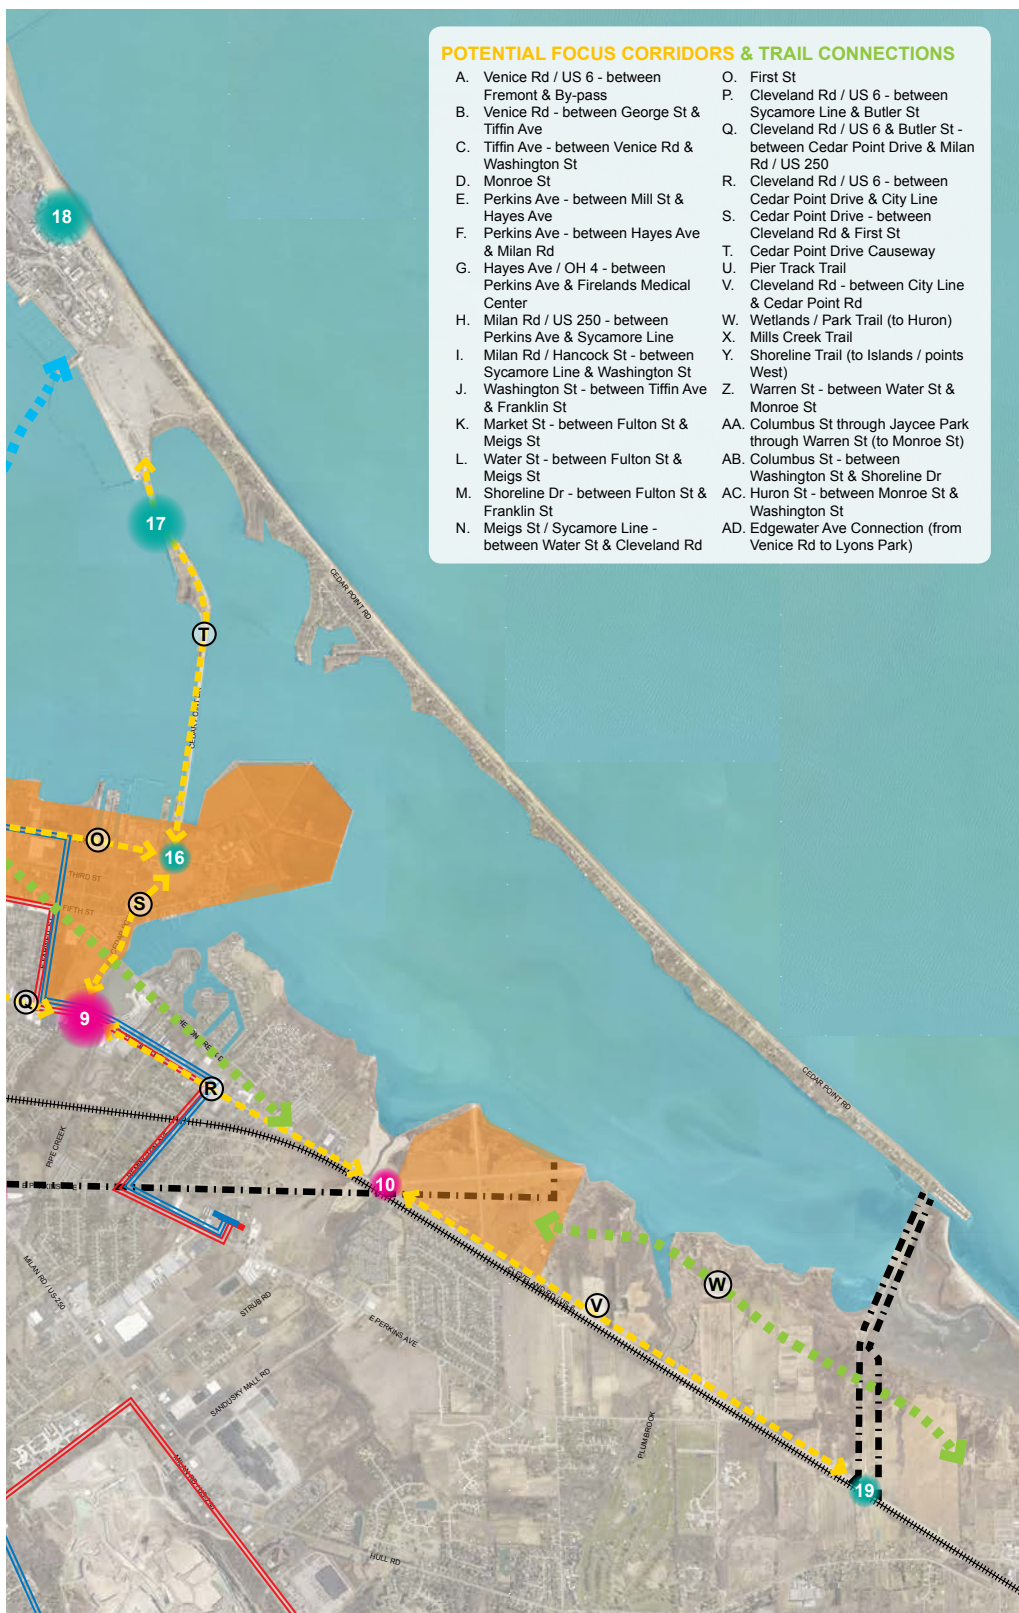 POTENTIAL FOCUS CORRIDORS & TRAIL CONNECTIONS
A. Venice Rd / US 6 - between
Fremont & By-pass
B. Venice Rd - between George St &
Tiffin Ave
C. Tiffin Ave - between Venice Rd &
Washington St
D. Monroe St
E. Perkins Ave - between Mill St &
Hayes Ave
F. Perkins Ave - between Hayes Ave
& Milan Rd
G. Hayes Ave / OH 4 - between
Perkins Ave & Firelands Medical
Center
H. Milan Rd / US 250 - between
Perkins Ave & Sycamore Line
I. Milan Rd / Hancock St - between
Sycamore Line & Washington St
J. Washington St - between Tiffin Ave
& Franklin St
K. Market St - between Fulton St &
Meigs St
L. Water St - between Fulton St &
Meigs St
M. Shoreline Dr - between Fulton St &
Franklin St
N. Meigs St / Sycamore Line -
between Water St & Cleveland Rd
O. First St
P. Cleveland Rd / US 6 - between
Sycamore Line & Butler St
Q. Cleveland Rd / US 6 & Butler St -
between Cedar Point Drive & Milan
Rd / US 250
R. Cleveland Rd / US 6 - between
Cedar Point Drive & City Line
S. Cedar Point Drive - between
Cleveland Rd & First St
T. Cedar Point Drive Causeway
U. Pier Track Trail
V. Cleveland Rd - between City Line
& Cedar Point Rd
W. Wetlands / Park Trail (to Huron)
X. Mills Creek Trail
Y. Shoreline Trail (to Islands / points
West)
Z. Warren St - between Water St &
Monroe St
AA. Columbus St through Jaycee Park
through Warren St (to Monroe St)
AB. Columbus St - between
Washington St & Shoreline Dr
AC. Huron St - between Monroe St &
Washington St
AD. Edgewater Ave Connection (from
Venice Rd to Lyons Park)
18
17
CEDAR POINT RD
T
O
16
THIRD ST
S
FIFTH ST
Q
9
R
CEDAR POINT RD
PIPE CREEK
10
E PERKINS AVE
W
MILAN RD / US-250
STRUB RD
V
E PERKINS AVE
SANDUSKY MALL RD
PLUMBROOK
19
HULL RD